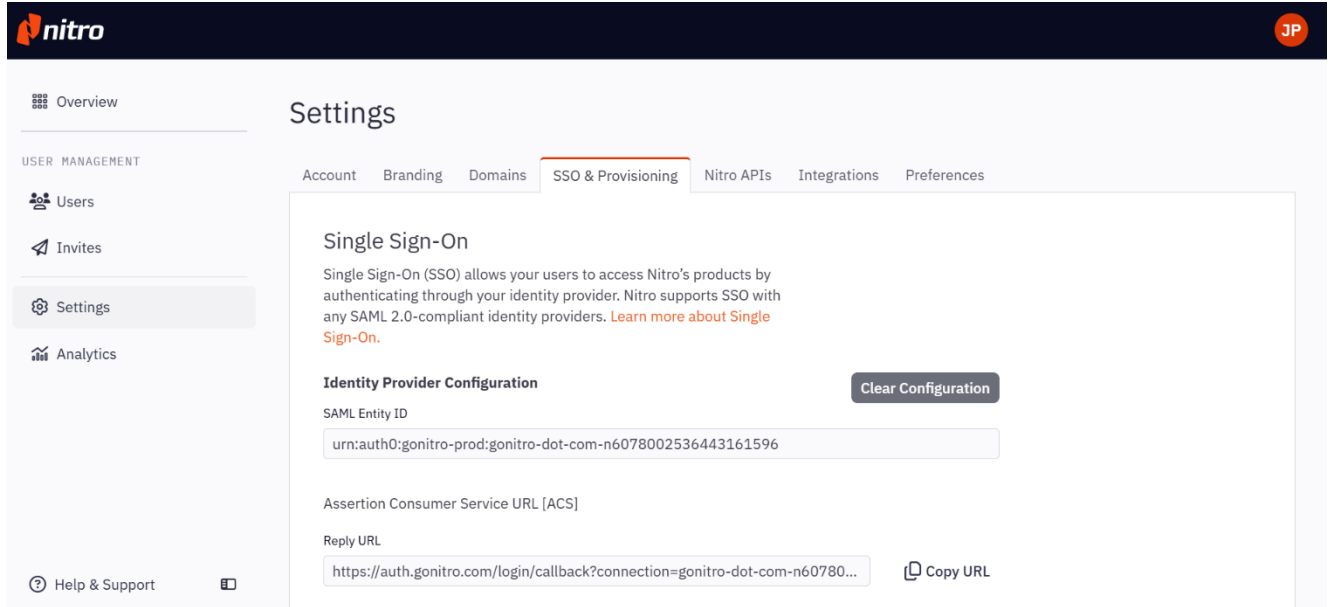 nitro
JP
Overview
USER MANAGEMENT
Users
Invites
Settings
Analytics
Help & Support
Settings
Account Branding Domains SSO & Provisioning Nitro APIs Integrations Preferences
Single Sign-On
Single Sign-On (SSO) allows your users to access Nitro's products by
authenticating through your identity provider. Nitro supports SSO with
any SAML 2.0-compliant identity providers. Learn more about Single
Sign-On.
Identity Provider Configuration
Clear Configuration
SAML Entity ID
urn:auth0:gonitro-prod:gonitro-dot-com-n6078002536443161596
Assertion Consumer Service URL [ACS]
Reply URL
https://auth.gonitro.com/login/callback?connection=gonitro-dot-com-n60780...
Copy URL